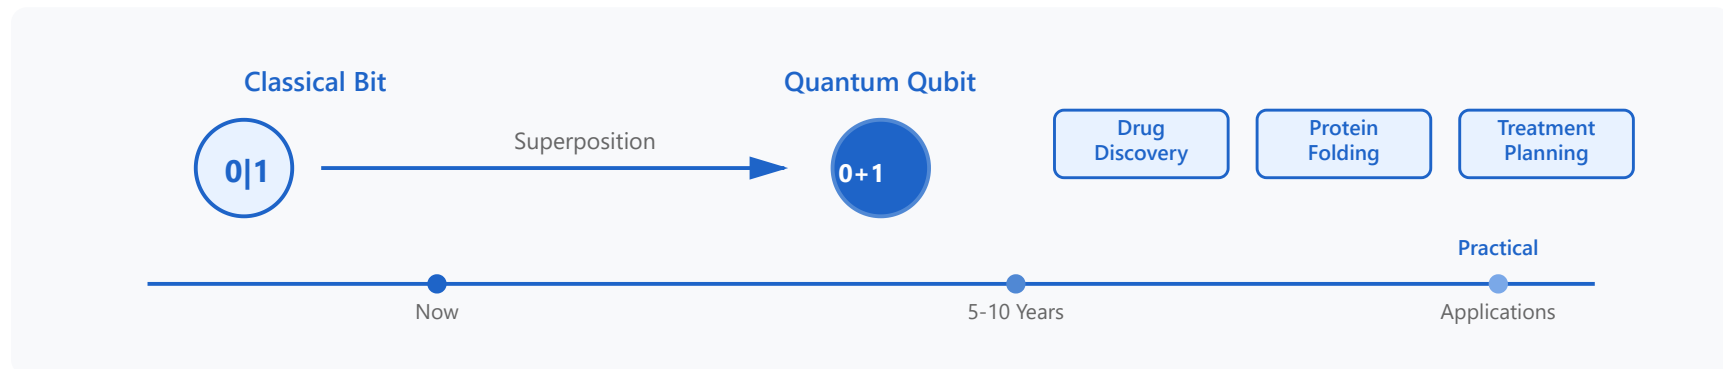 Classical Bit
0|1
Superposition
Quantum Qubit
0+1
Drug
Discovery
Protein
Folding
Treatment
Planning
Now
5-10 Years
Practical
Applications